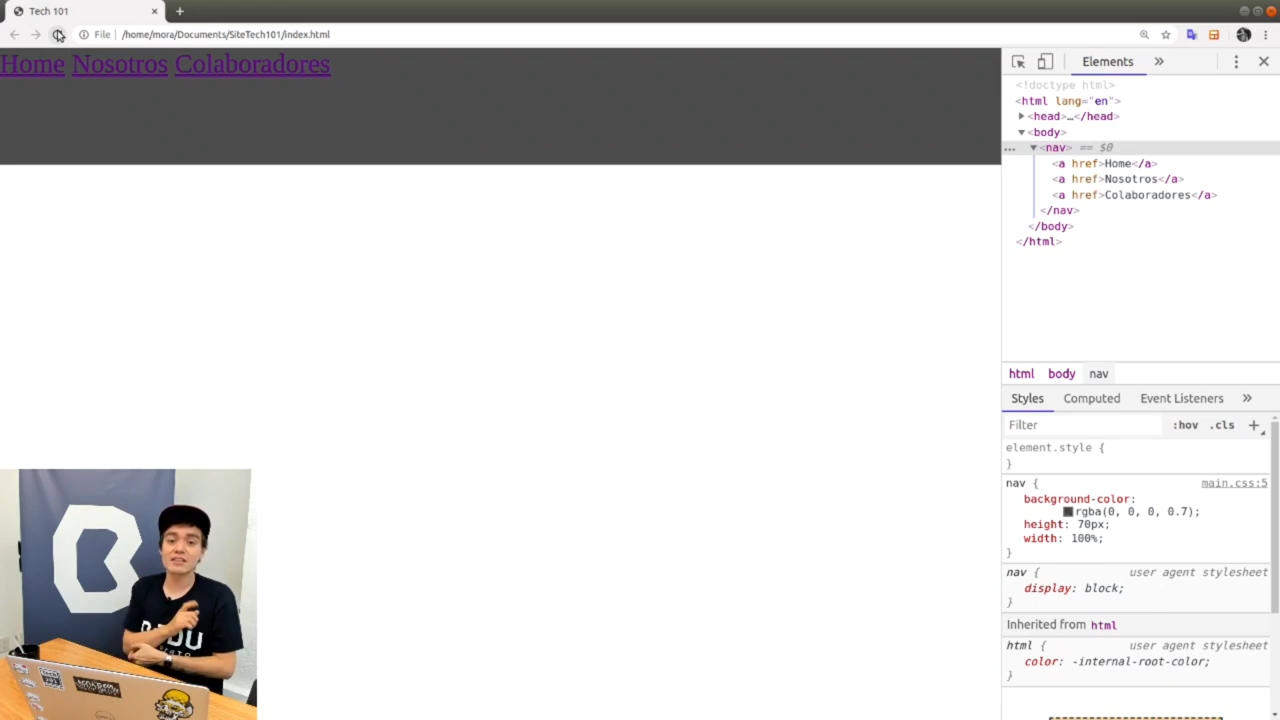 Tech 101
File | /home/mora/Documents/SiteTech101/index.html
Home Nosotros Colaboradores
Elements
<!doctype html>
<html lang="en">
<head>…</head>
<body>
<nav> == $0
<a href>Home</a>
<a href>Nosotros</a>
<a href>Colaboradores</a>
</nav>
</body>
</html>
html body nav
Styles Computed Event Listeners
Filter :hov .cls
element.style {
}
nav { main.css:5
background-color:
rgba(0, 0, 0, 0.7);
height: 70px;
width: 100%;
}
nav { user agent stylesheet
display: block;
}
Inherited from html
html { user agent stylesheet
color: -internal-root-color;
}
B
Tech
101